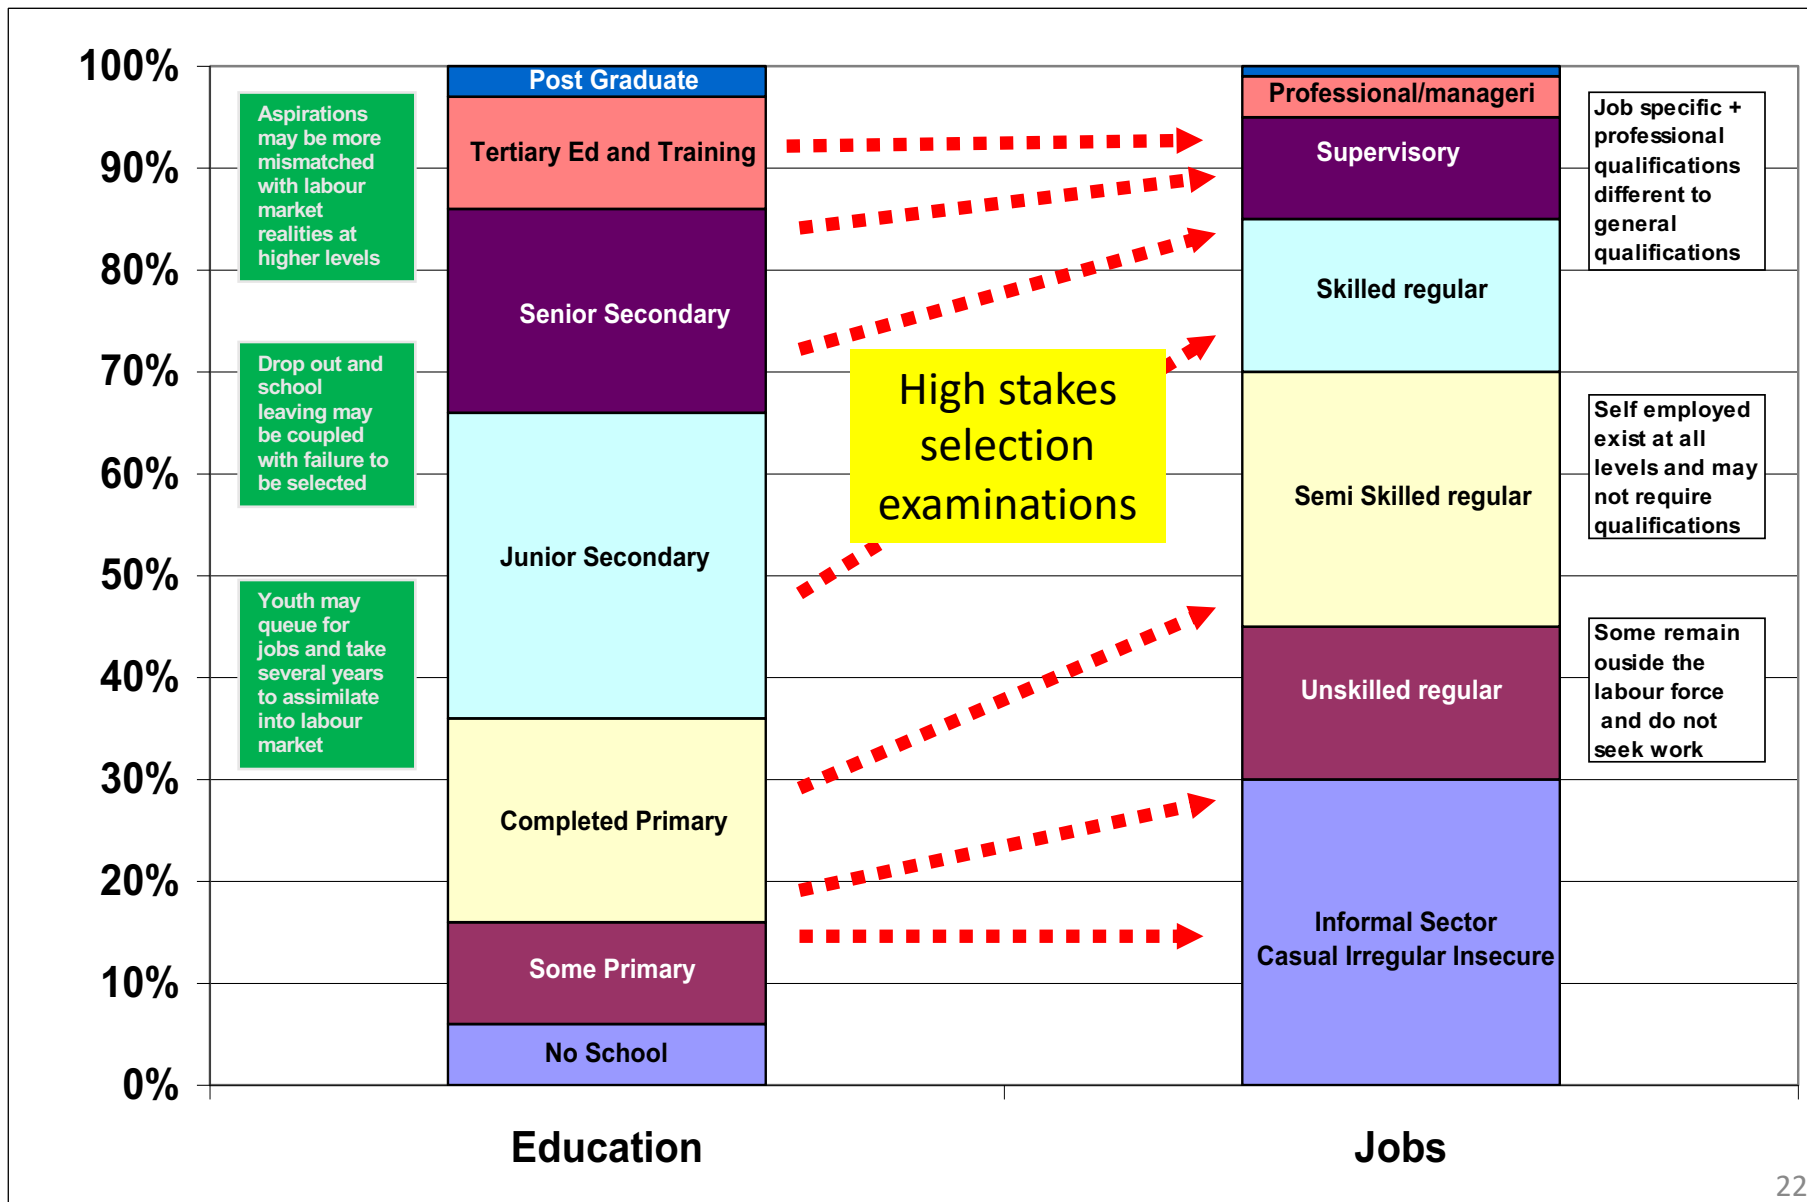 100%
90%
80%
70%
60%
50%
40%
30%
20%
10%
0%
Aspirations
may be more
mismatched
with labour
market
realities at
higher levels
Drop out and
school
leaving may
be coupled
with failure to
be selected
Youth may
queue for
jobs and take
several years
to assimilate
into labour
market
Post Graduate
Tertiary Ed and Training
Senior Secondary
Junior Secondary
Completed Primary
Some Primary
No School
High stakes
selection
examinations
Professional/manageri
Supervisory
Skilled regular
Semi Skilled regular
Unskilled regular
Informal Sector
Casual Irregular Insecure
Job specific +
professional
qualifications
different to
general
qualifications
Self employed
exist at all
levels and may
not require
qualifications
Some remain
ouside the
labour force
and do not
seek work
Education
Jobs
22